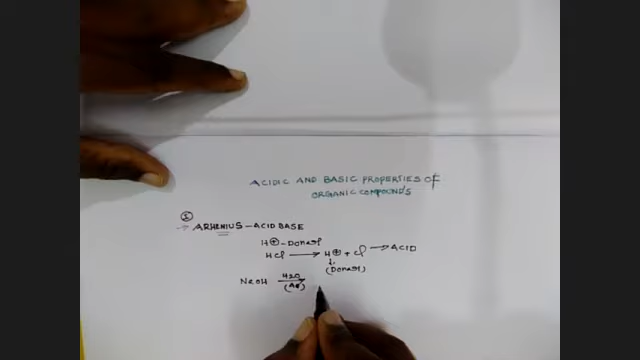 ACIDIC AND BASIC PROPERTIES OF
ORGANIC COMPOUNDS
①
→ ARHENIUS - ACID BASE
H⊕ - Donar
HCl → H⊕ + Cl → ACID
↓
(Donar)
NaOH H2O →
(Aq)